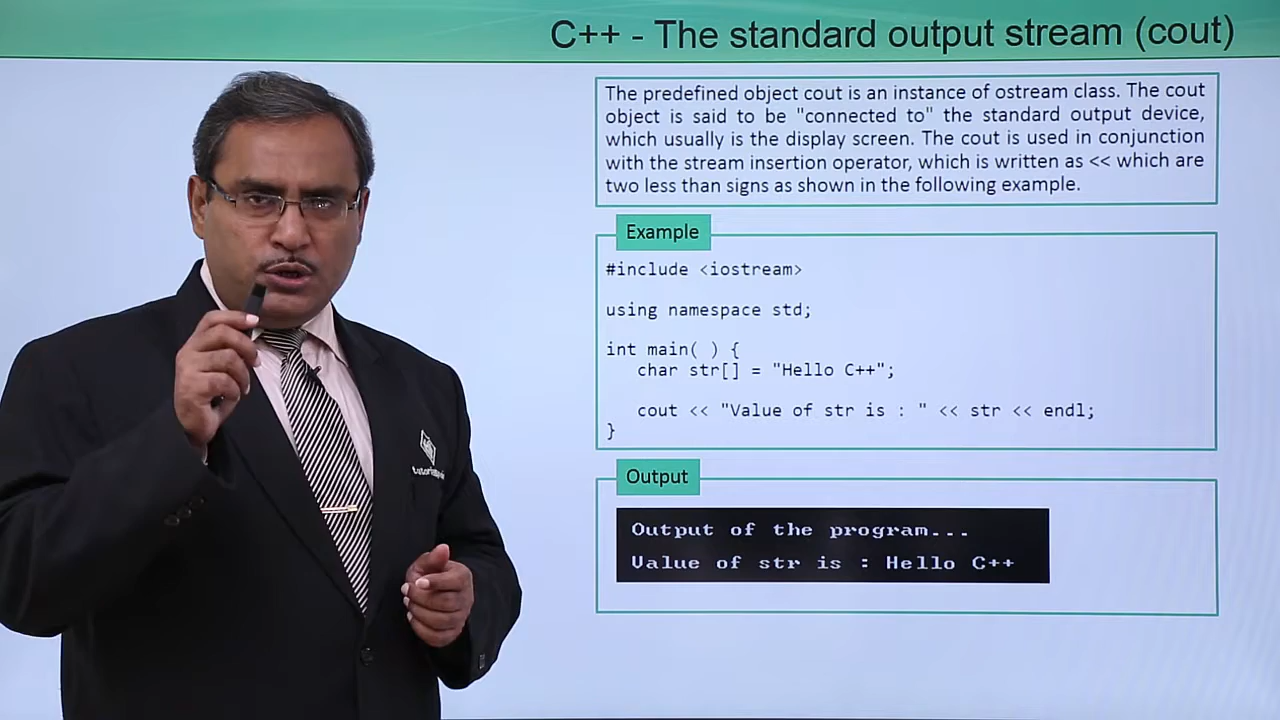 C++ - The standard output stream (cout)
The predefined object cout is an instance of ostream class. The cout
object is said to be "connected to" the standard output device,
which usually is the display screen. The cout is used in conjunction
with the stream insertion operator, which is written as << which are
two less than signs as shown in the following example.
Example
#include <iostream>
using namespace std;
int main( ) {
char str[] = "Hello C++";
cout << "Value of str is : " << str << endl;
}
Output
Output of the program...
Value of str is : Hello C++